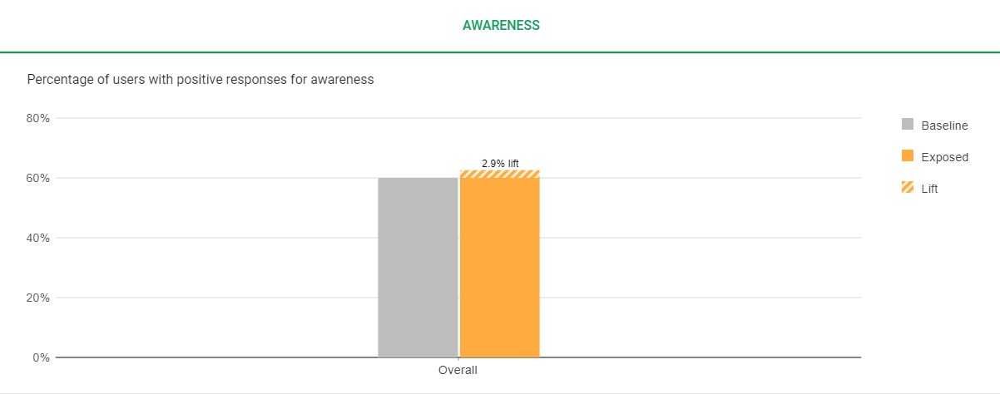 AWARENESS
Percentage of users with positive responses for awareness
80%
60%
40%
20%
0%
2.9% lift
Overall
Baseline
Exposed
Lift